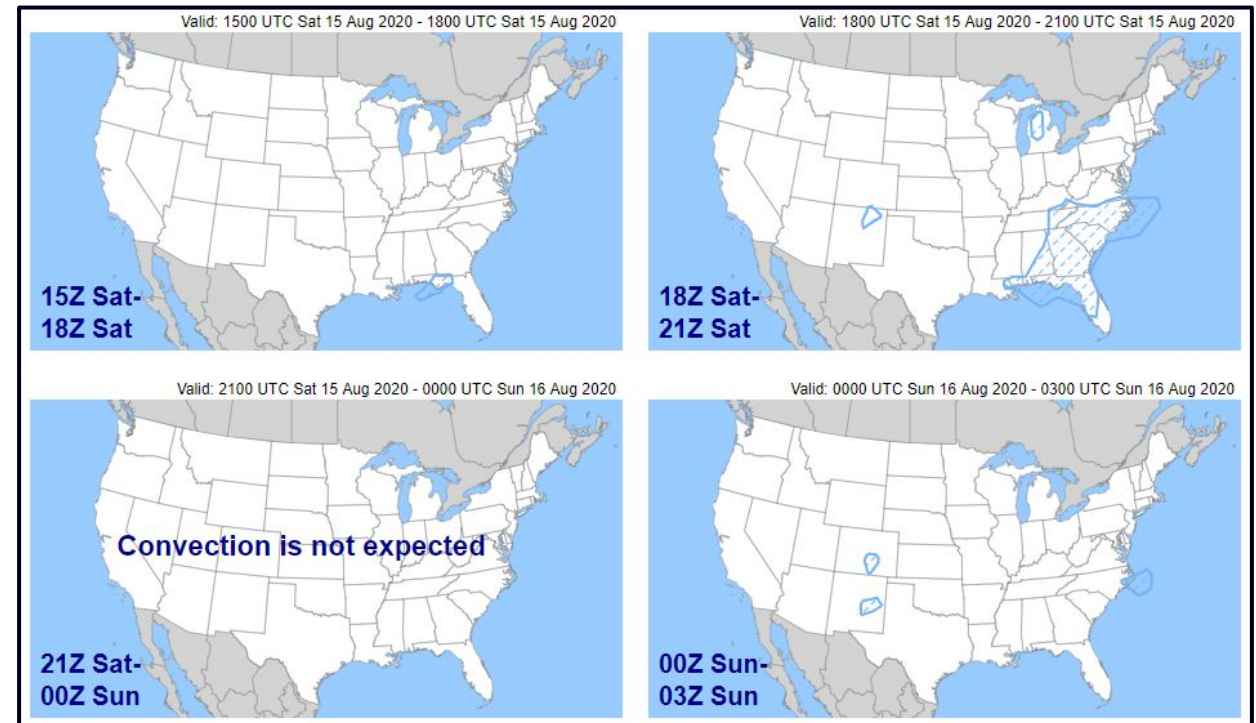 Valid: 1500 UTC Sat 15 Aug 2020 - 1800 UTC Sat 15 Aug 2020
15Z Sat-
18Z Sat
Valid: 1800 UTC Sat 15 Aug 2020 - 2100 UTC Sat 15 Aug 2020
18Z Sat-
21Z Sat
Valid: 2100 UTC Sat 15 Aug 2020 - 0000 UTC Sun 16 Aug 2020
Convection is not expected
21Z Sat-
00Z Sun
Valid: 0000 UTC Sun 16 Aug 2020 - 0300 UTC Sun 16 Aug 2020
00Z Sun-
03Z Sun